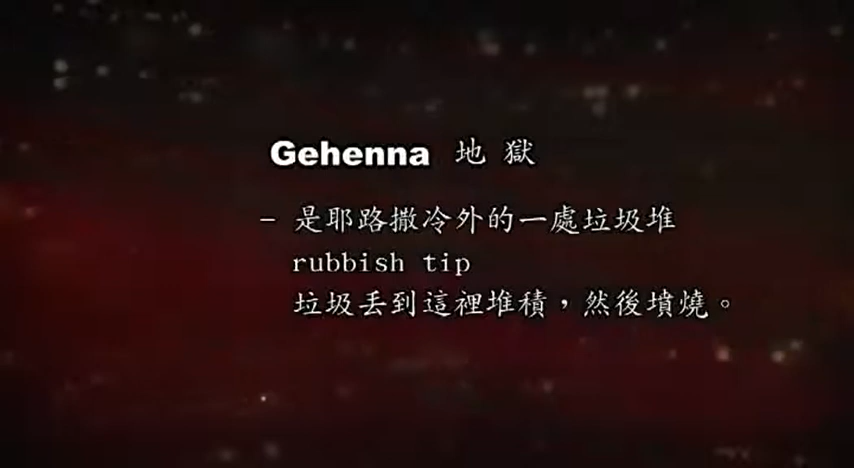 Gehenna 地 獄
- 是耶路撒冷外的一處垃圾堆
rubbish tip
垃圾丟到這裡堆積,然後墳燒。